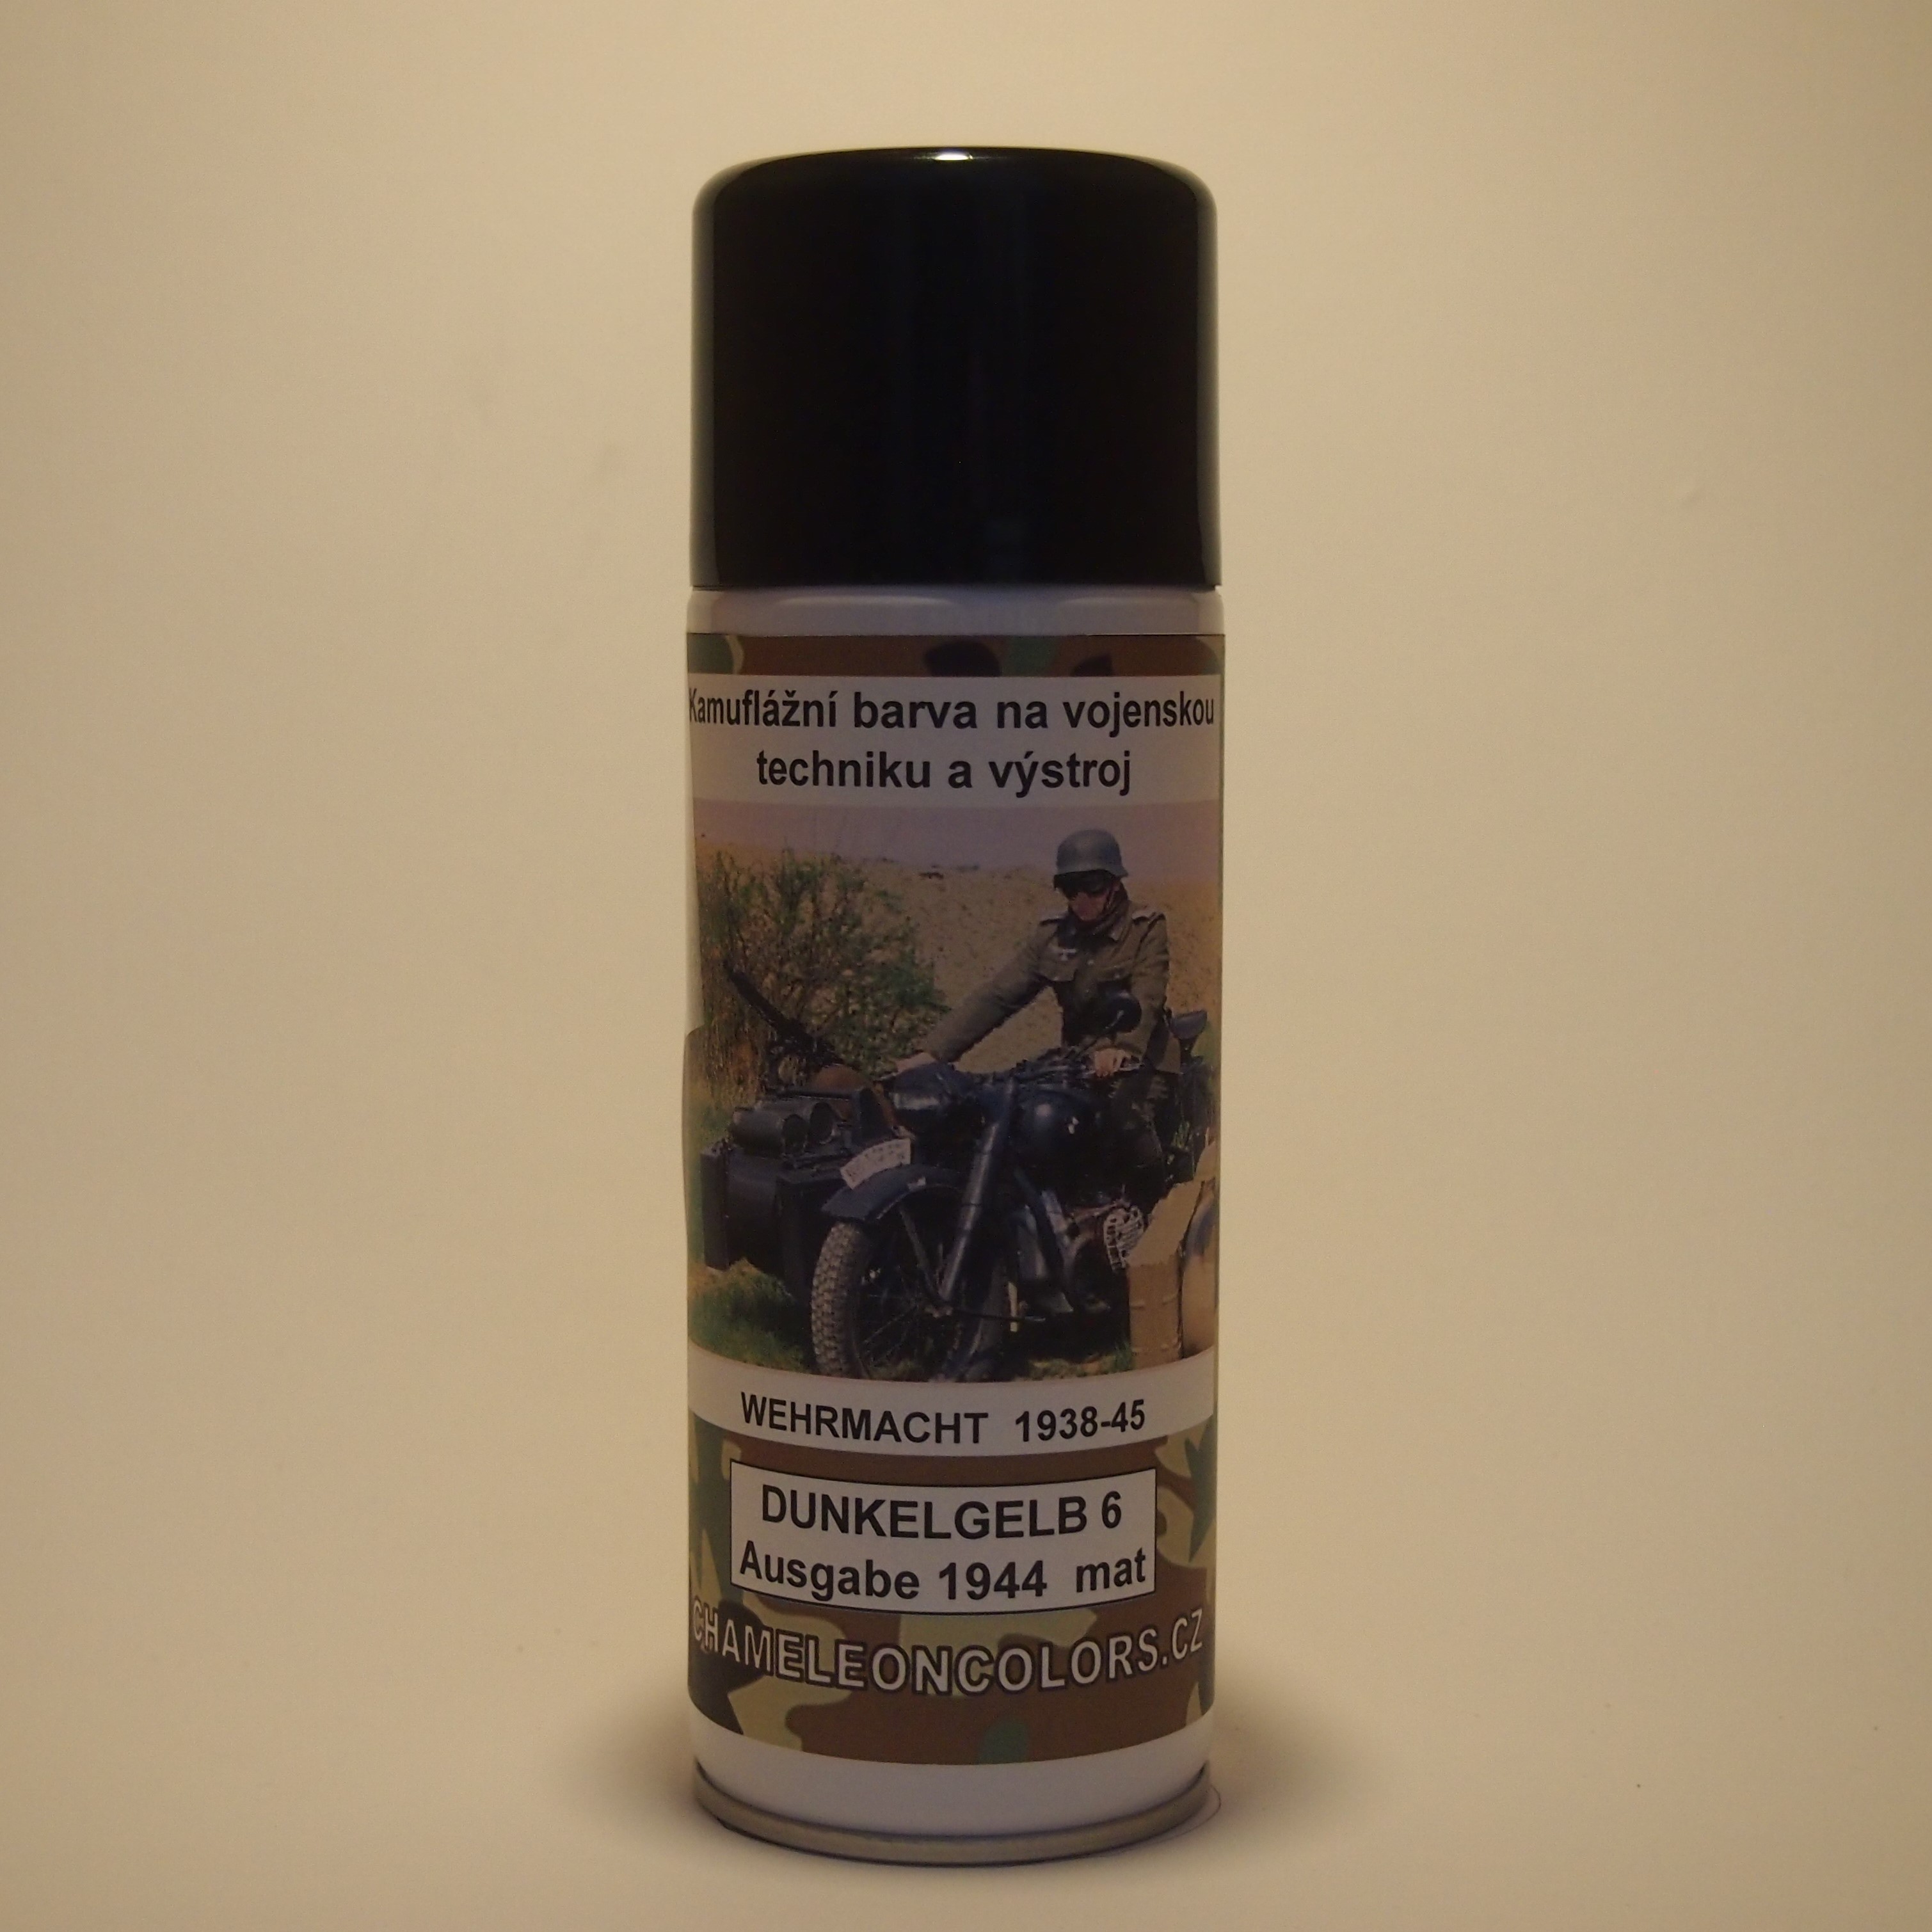 Kamuflážní barva na vojenskou
techniku a výstroj
WEHRMACHT 1938-45
DUNKELGELB 6
Ausgabe 1944 mat
CHAMELEONCOLORS.CZ